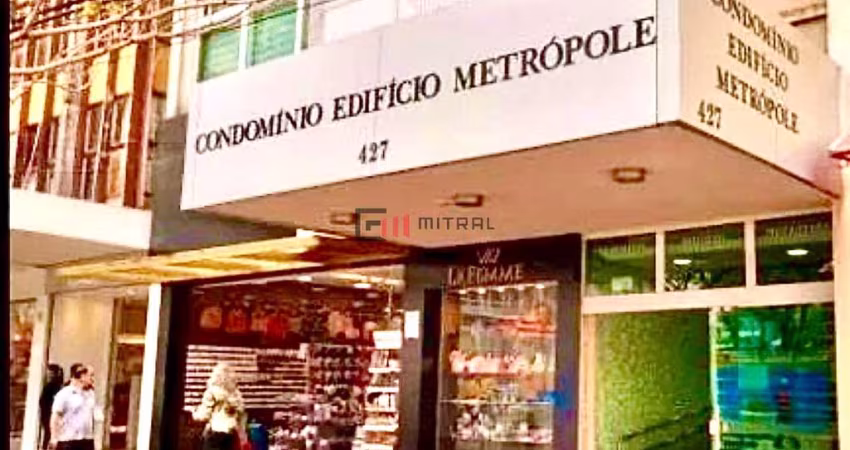 CONDOMÍNIO EDIFÍCIO METRÓPOLE
427
CONDOMÍNIO
EDIFÍCIO
METRÓPOLE
427
MITRAL
LA FEMME